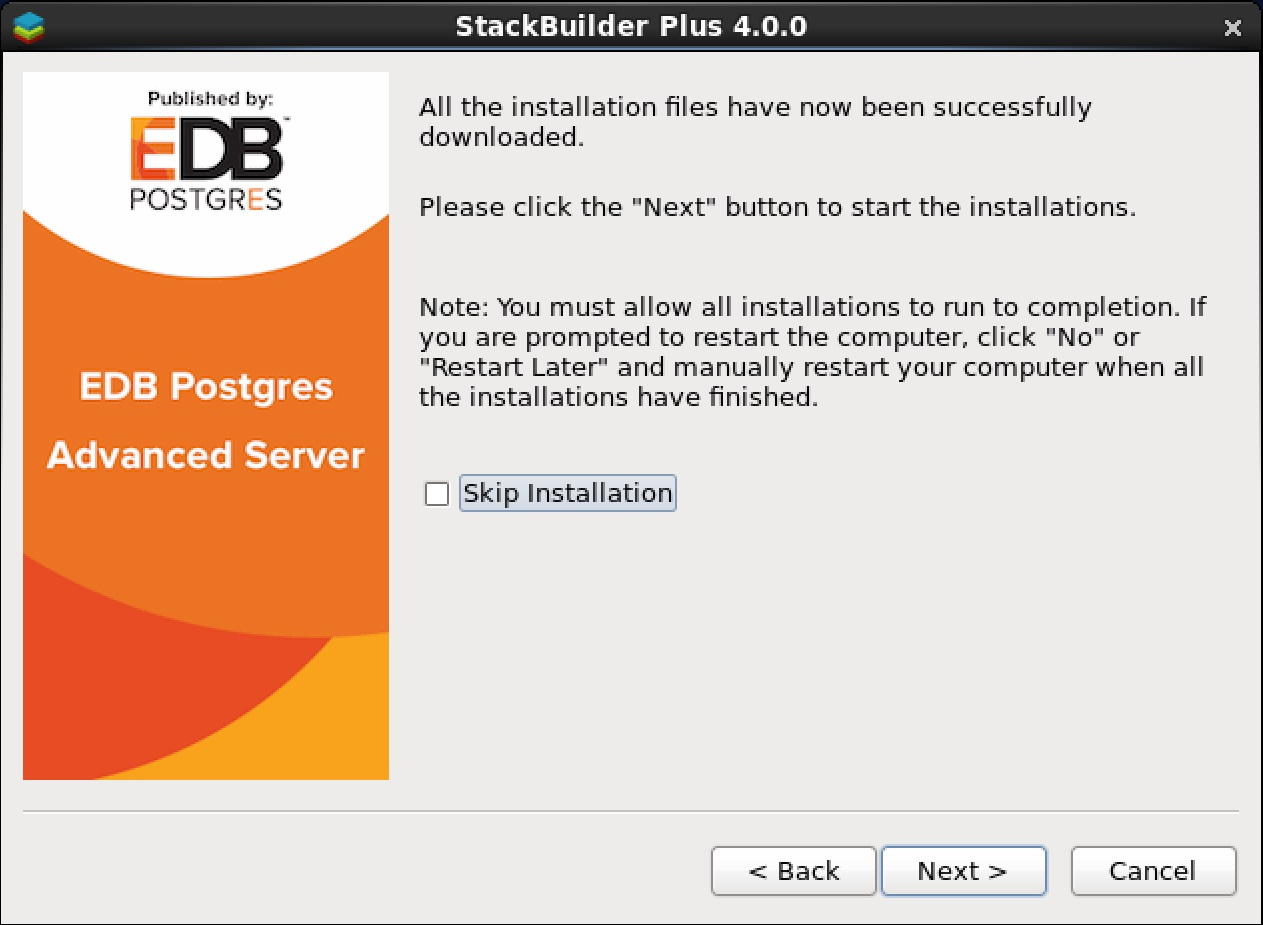 StackBuilder Plus 4.0.0
Published by:
EDB™
POSTGRES
EDB Postgres
Advanced Server
All the installation files have now been successfully
downloaded.
Please click the "Next" button to start the installations.
Note: You must allow all installations to run to completion. If
you are prompted to restart the computer, click "No" or
"Restart Later" and manually restart your computer when all
the installations have finished.
Skip Installation
< Back Next > Cancel